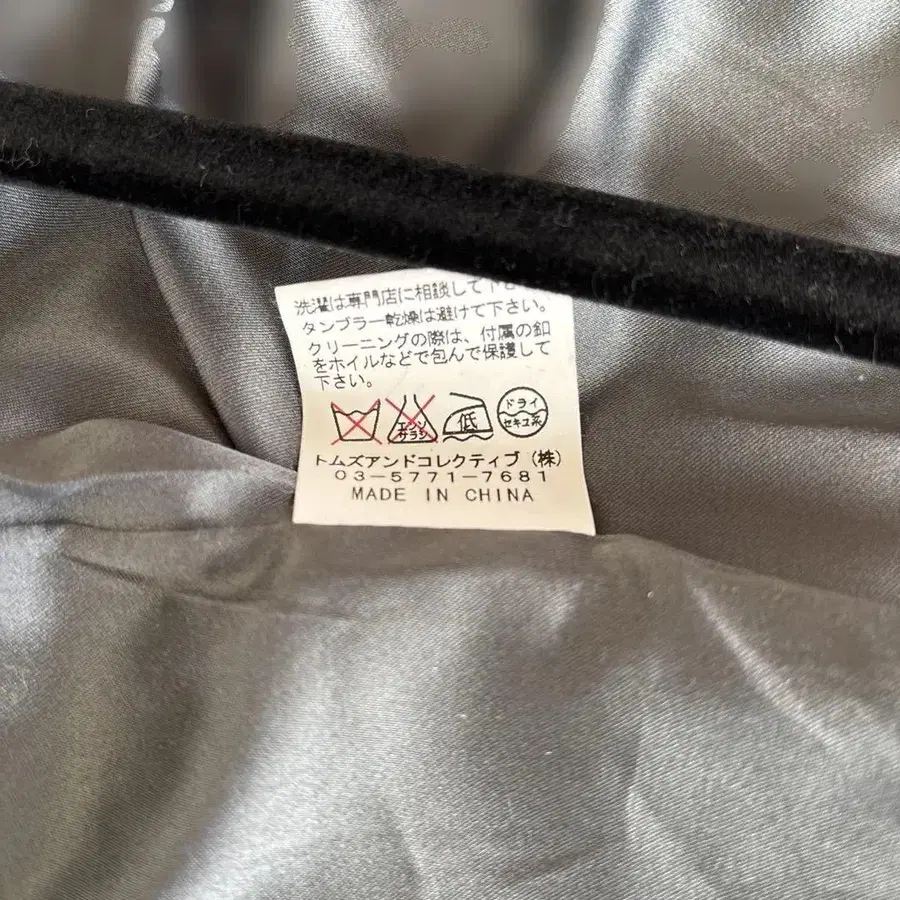 洗濯は専門店に相談して下
タンブラー乾燥は避けて下さい。
クリーニングの際は、付属の釦
をホイルなどで包んで保護して
下さい。
エンソ サラシ 低 ドライ セキユ系
トムズアンドコレクティブ（株）
03-5771-7681
MADE IN CHINA